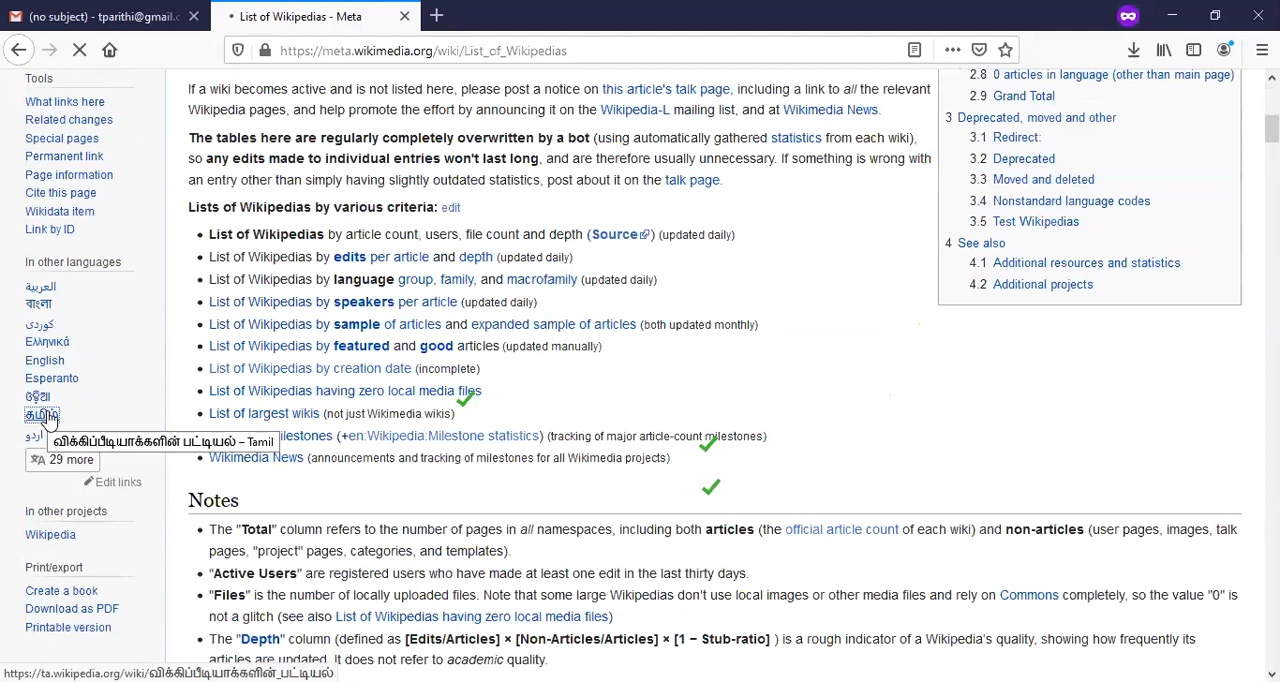 (no subject) - tparithi@gmail.c
List of Wikipedias - Meta
https://meta.wikimedia.org/wiki/List_of_Wikipedias
Tools
What links here
Related changes
Special pages
Permanent link
Page information
Cite this page
Wikidata item
Link by ID
In other languages
العربية
বাংলা
کوردی
Ελληνικά
English
Esperanto
ଓଡ଼ିଆ
தமிழ்
اردو
விக்கிப்பீடியாக்களின் பட்டியல் – Tamil
29 more
Edit links
In other projects
Wikipedia
Print/export
Create a book
Download as PDF
Printable version
If a wiki becomes active and is not listed here, please post a notice on this article's talk page, including a link to all the relevant
Wikipedia pages, and help promote the effort by announcing it on the Wikipedia-L mailing list, and at Wikimedia News.
The tables here are regularly completely overwritten by a bot (using automatically gathered statistics from each wiki),
so any edits made to individual entries won't last long, and are therefore usually unnecessary. If something is wrong with
an entry other than simply having slightly outdated statistics, post about it on the talk page.
Lists of Wikipedias by various criteria: edit
• List of Wikipedias by article count, users, file count and depth (Source) (updated daily)
• List of Wikipedias by edits per article and depth (updated daily)
• List of Wikipedias by language group, family, and macrofamily (updated daily)
• List of Wikipedias by speakers per article (updated daily)
• List of Wikipedias by sample of articles and expanded sample of articles (both updated monthly)
• List of Wikipedias by featured and good articles (updated manually)
• List of Wikipedias by creation date (incomplete)
• List of Wikipedias having zero local media files
• List of largest wikis (not just Wikimedia wikis)
ilestones (+en:Wikipedia:Milestone statistics) (tracking of major article-count milestones)
• Wikimedia News (announcements and tracking of milestones for all Wikimedia projects)
Notes
• The "Total" column refers to the number of pages in all namespaces, including both articles (the official article count of each wiki) and non-articles (user pages, images, talk
pages, "project" pages, categories, and templates).
• "Active Users" are registered users who have made at least one edit in the last thirty days.
• "Files" is the number of locally uploaded files. Note that some large Wikipedias don't use local images or other media files and rely on Commons completely, so the value "0" is
not a glitch (see also List of Wikipedias having zero local media files)
• The "Depth" column (defined as [Edits/Articles] × [Non-Articles/Articles] × [1 − Stub-ratio] ) is a rough indicator of a Wikipedia's quality, showing how frequently its
articles are updated. It does not refer to academic quality.
2.8 0 articles in language (other than main page)
2.9 Grand Total
3 Deprecated, moved and other
3.1 Redirect:
3.2 Deprecated
3.3 Moved and deleted
3.4 Nonstandard language codes
3.5 Test Wikipedias
4 See also
4.1 Additional resources and statistics
4.2 Additional projects
https://ta.wikipedia.org/wiki/விக்கிப்பீடியாக்களின்_பட்டியல்